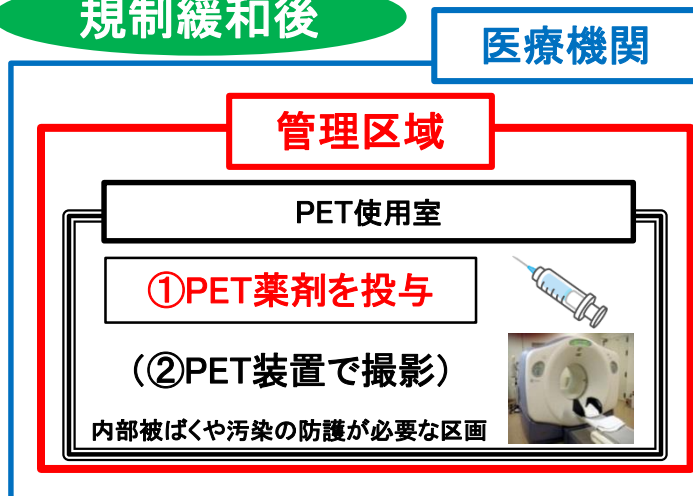 規制緩和後
医療機関
管理区域
PET使用室
①PET薬剤を投与
（②PET装置で撮影）
内部被ばくや汚染の防護が必要な区画